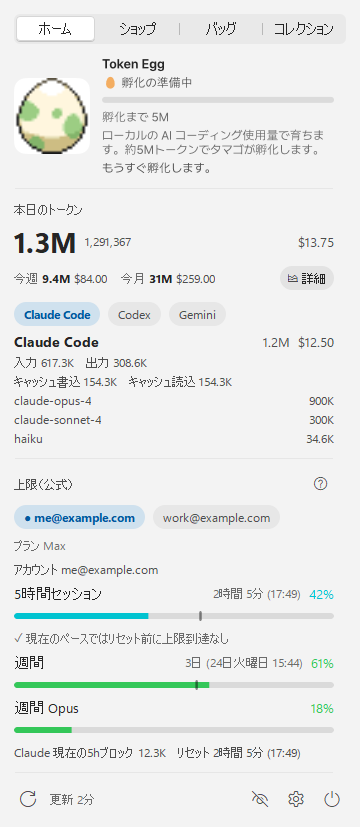 ホーム ショップ バッグ コレクション
Token Egg
孵化の準備中
孵化まで 5M
ローカルの AI コーディング使用量で育ちま
す。約5Mトークンでタマゴが孵化します。
もうすぐ孵化します。
本日のトークン
1.3M 1,291,367 $13.75
今週 9.4M $84.00 今月 31M $259.00 詳細
Claude Code Codex Gemini
Claude Code 1.2M $12.50
入力 617.3K 出力 308.6K
キャッシュ書込 154.3K キャッシュ読込 154.3K
claude-opus-4 900K
claude-sonnet-4 300K
haiku 34.6K
上限(公式) ?
● me@example.com work@example.com
プラン Max
アカウント me@example.com
5時間セッション 2時間 5分 (17:49) 42%
✓ 現在のペースではリセット前に上限到達なし
週間 3日 (24日火曜日 15:44) 61%
週間 Opus 18%
Claude 現在の5hブロック 12.3K リセット 2時間 5分 (17:49)
更新 2分